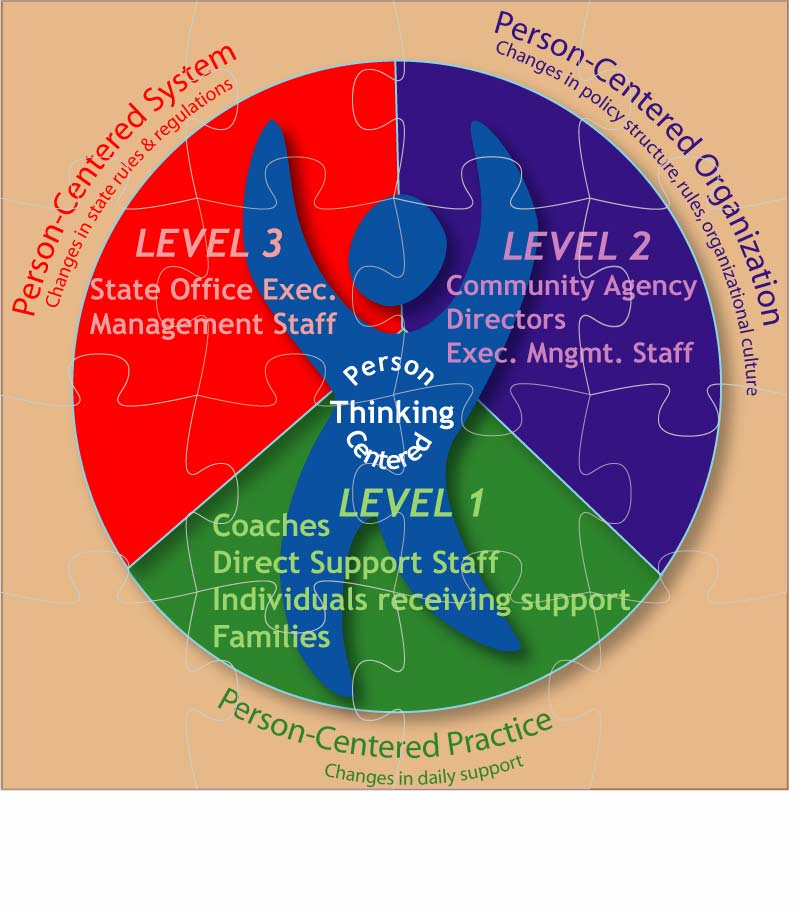 Person-Centered System
Changes in state rules & regulations
Person-Centered Organization
Changes in policy structure, rules, organizational culture
LEVEL 3
State Office Exec.
Management Staff
LEVEL 2
Community Agency
Directors
Exec. Mngmt. Staff
Person
Thinking
Centered
LEVEL 1
Coaches
Direct Support Staff
Individuals receiving support
Families
Person-Centered Practice
Changes in daily support